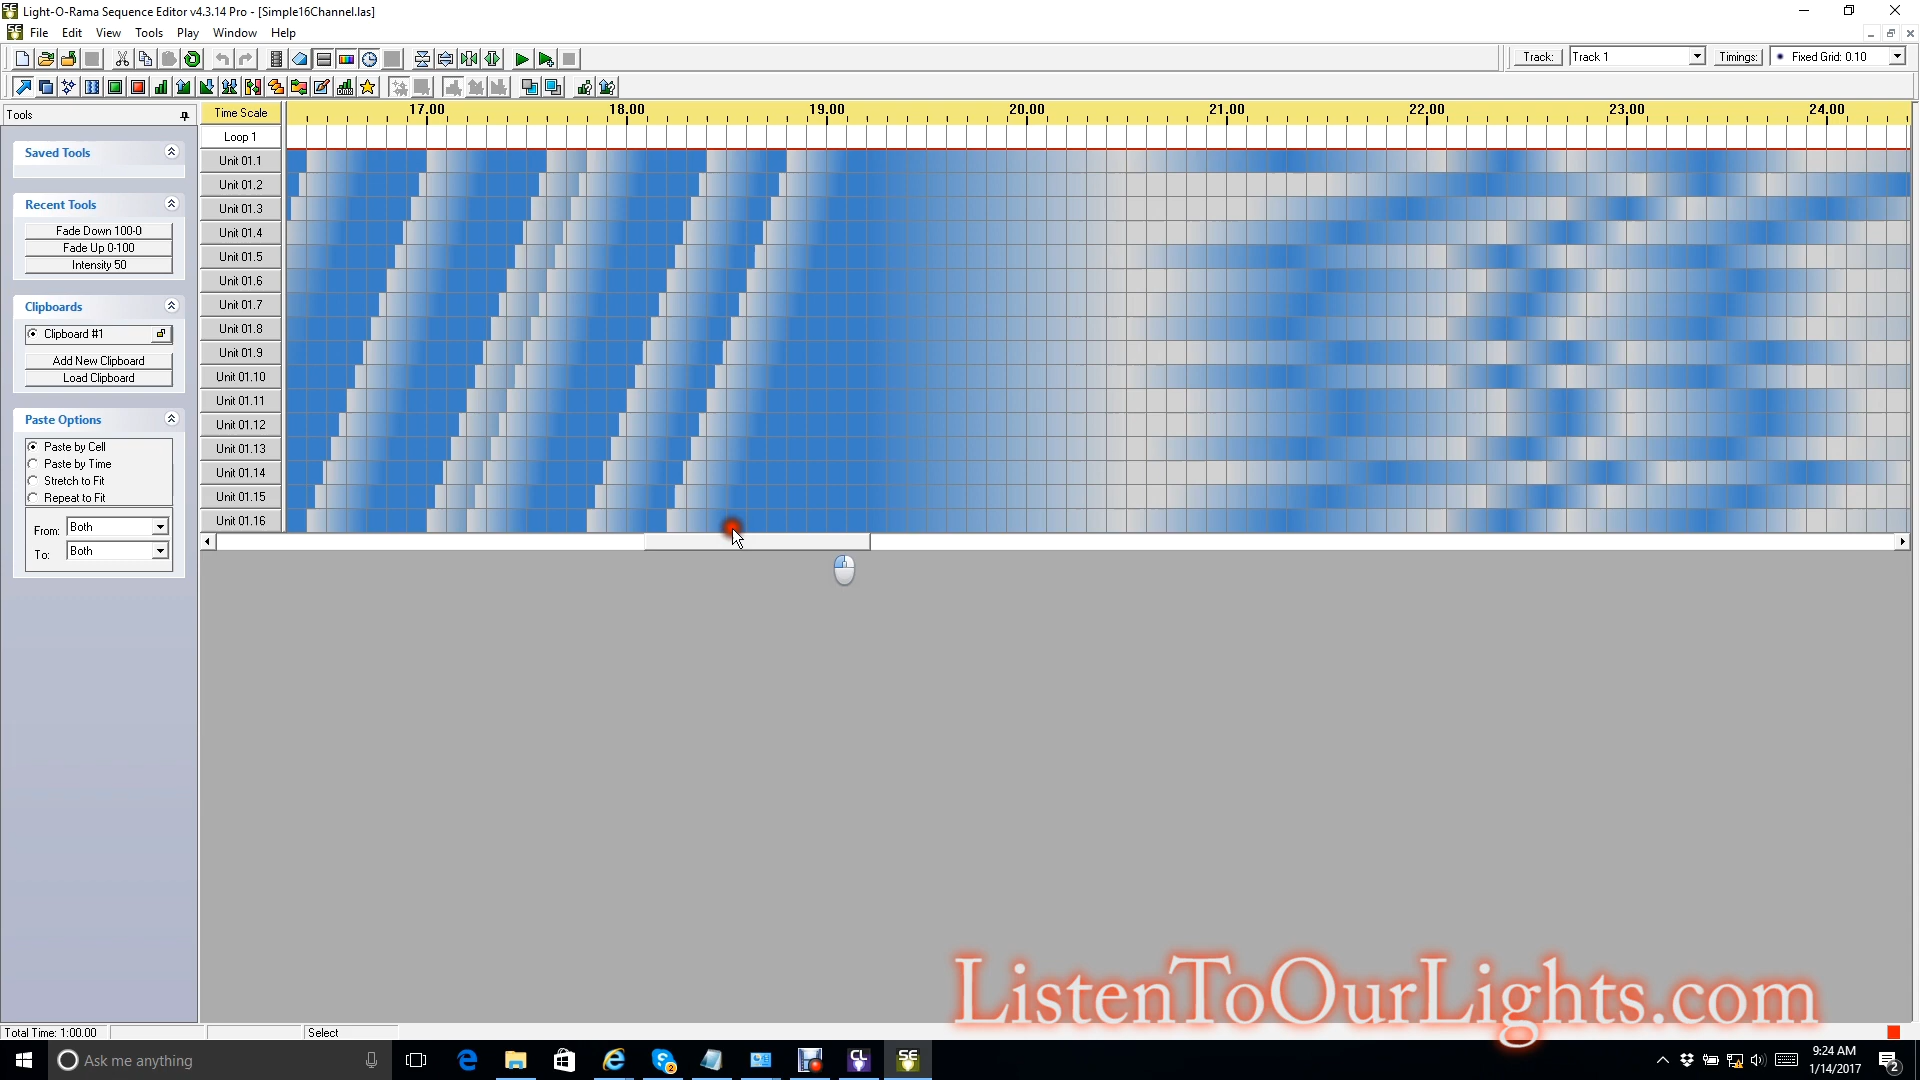 Light-O-Rama Sequence Editor v4.3.14 Pro - [Simple16Channel.las]
File Edit View Tools Play Window Help
Track: Track 1 Timings: Fixed Grid: 0.10
Tools
Time Scale 17.00 18.00 19.00 20.00 21.00 22.00 23.00 24.00
Loop 1
Saved Tools
Recent Tools
Fade Down 100-0
Fade Up 0-100
Intensity 50
Clipboards
Clipboard #1
Add New Clipboard
Load Clipboard
Paste Options
Paste by Cell
Paste by Time
Stretch to Fit
Repeat to Fit
From: Both
To: Both
Unit 01.1
Unit 01.2
Unit 01.3
Unit 01.4
Unit 01.5
Unit 01.6
Unit 01.7
Unit 01.8
Unit 01.9
Unit 01.10
Unit 01.11
Unit 01.12
Unit 01.13
Unit 01.14
Unit 01.15
Unit 01.16
ListenToOurLights.com
Total Time: 1:00.00 Select
Ask me anything
CL
SE
9:24 AM
1/14/2017
2